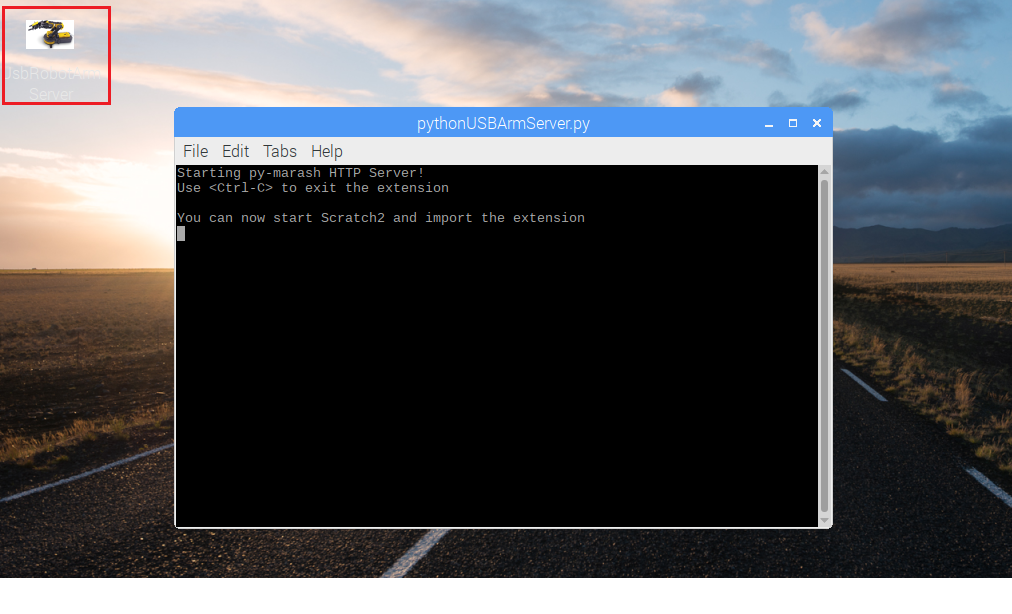 Server
pythonUSBArmServer.py
File Edit Tabs Help
Starting py-marash HTTP Server!
Use <Ctrl-C> to exit the extension
You can now start Scratch2 and import the extension